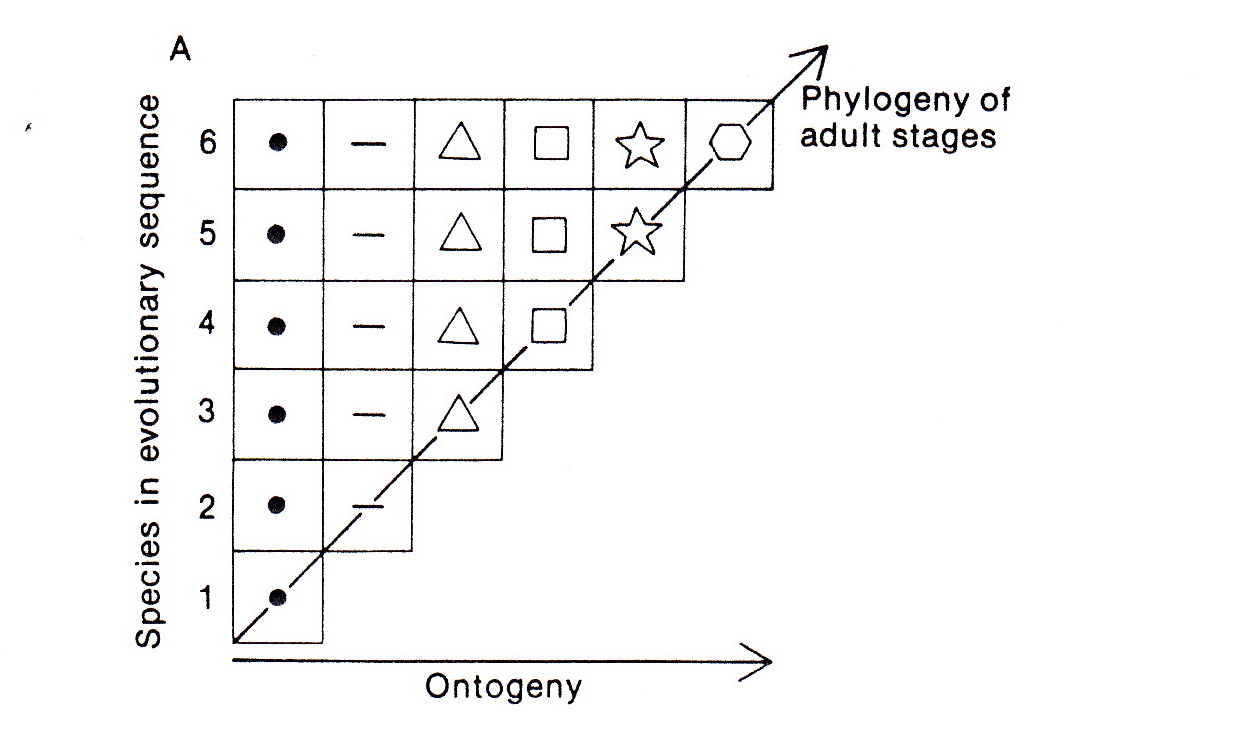 A
Phylogeny of
adult stages
Species in evolutionary sequence
6
5
4
3
2
1
Ontogeny